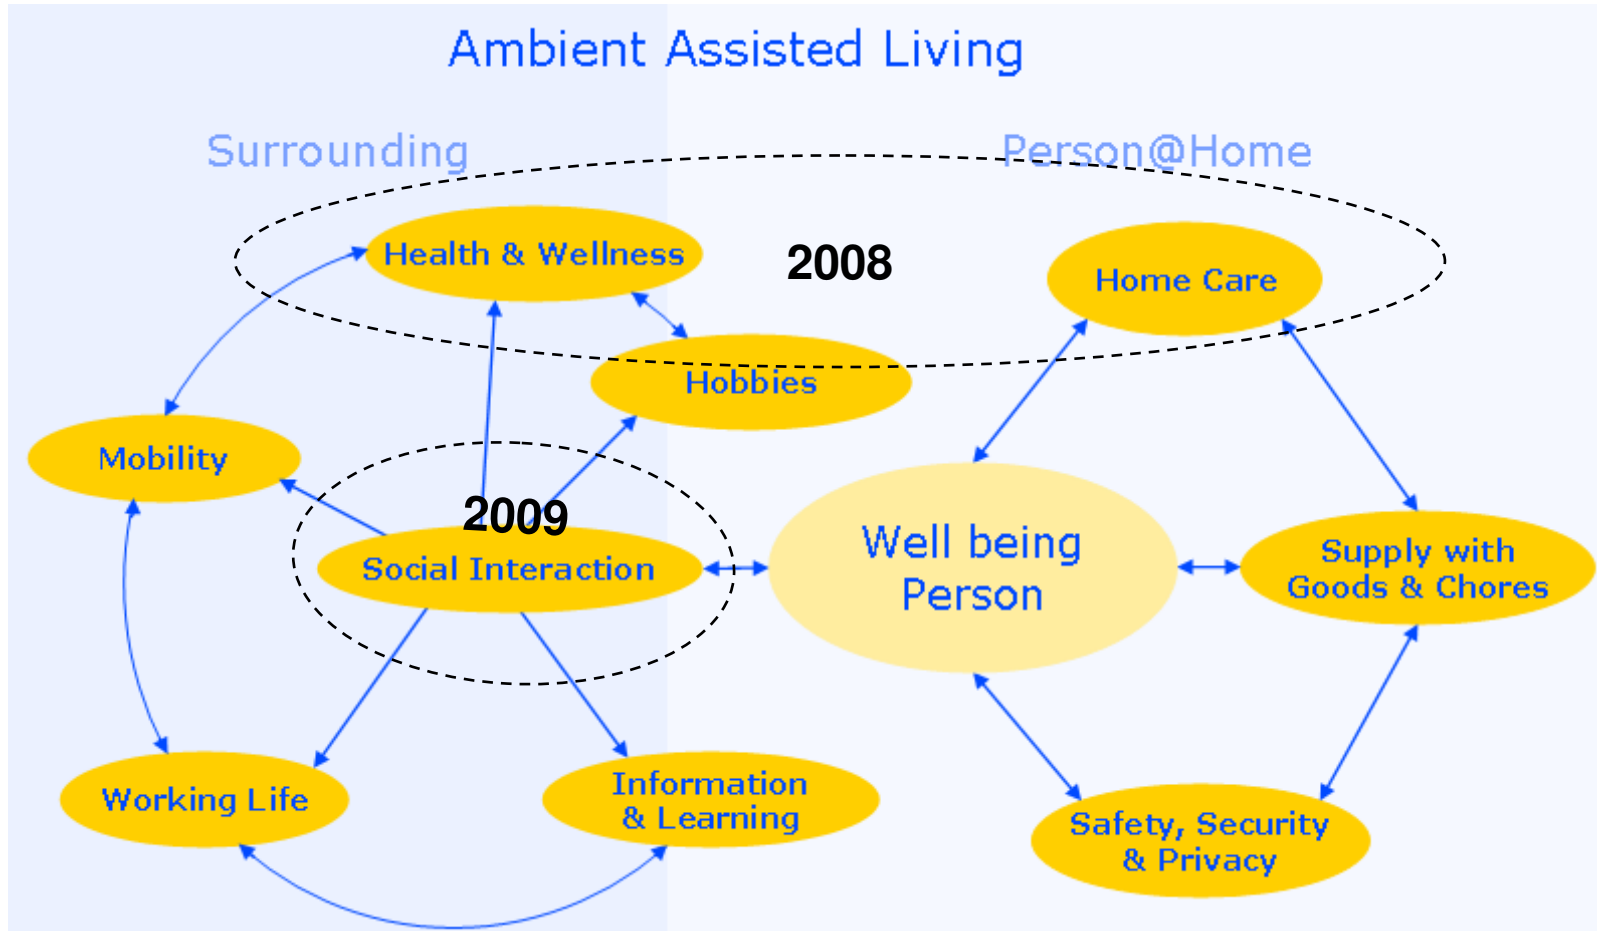 Ambient Assisted Living
Surrounding
Person@Home
Health & Wellness
2008
Home Care
Hobbies
Mobility
2009
Social Interaction
Well being
Person
Supply with
Goods & Chores
Working Life
Information
& Learning
Safety, Security
& Privacy